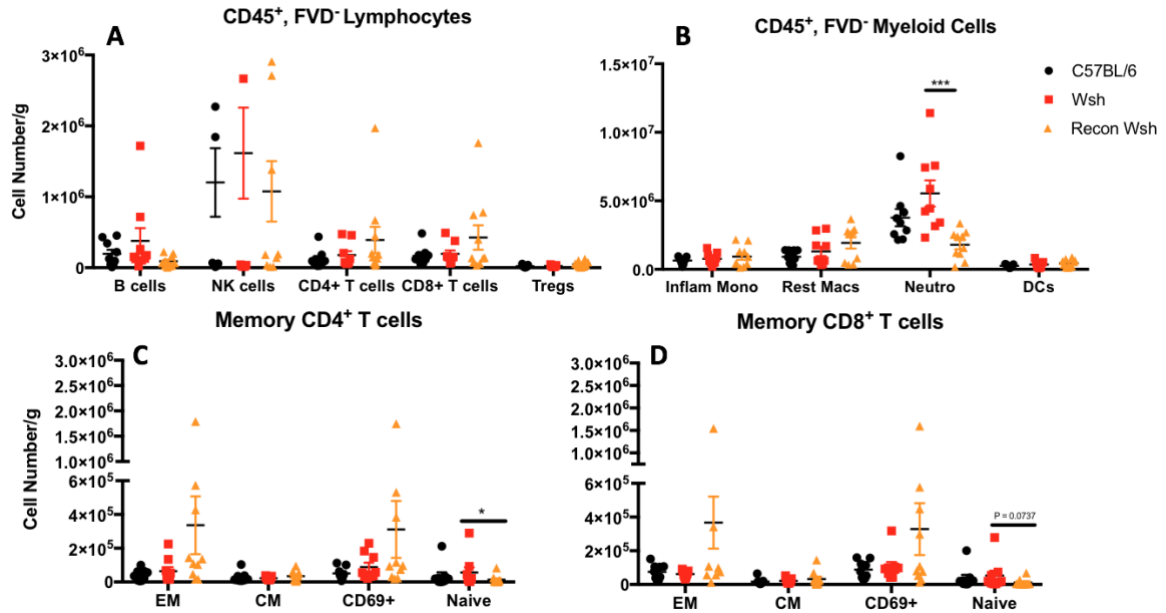 A
CD45⁺, FVD⁻ Lymphocytes
Cell Number/g
3×10⁶
2×10⁶
1×10⁶
0
B cells NK cells CD4+ T cells CD8+ T cells Tregs
B
CD45⁺, FVD⁻ Myeloid Cells
1.5×10⁷
1.0×10⁷
5.0×10⁶
0.0
***
Inflam Mono Rest Macs Neutro DCs
C57BL/6
Wsh
Recon Wsh
C
Memory CD4⁺ T cells
Cell Number/g
3.0×10⁶
2.5×10⁶
2.0×10⁶
1.5×10⁶
1.0×10⁶
6×10⁵
4×10⁵
2×10⁵
0
*
EM CM CD69+ Naive
D
Memory CD8⁺ T cells
3.0×10⁶
2.5×10⁶
2.0×10⁶
1.5×10⁶
1.0×10⁶
6×10⁵
4×10⁵
2×10⁵
0
P = 0.0737
EM CM CD69+ Naive